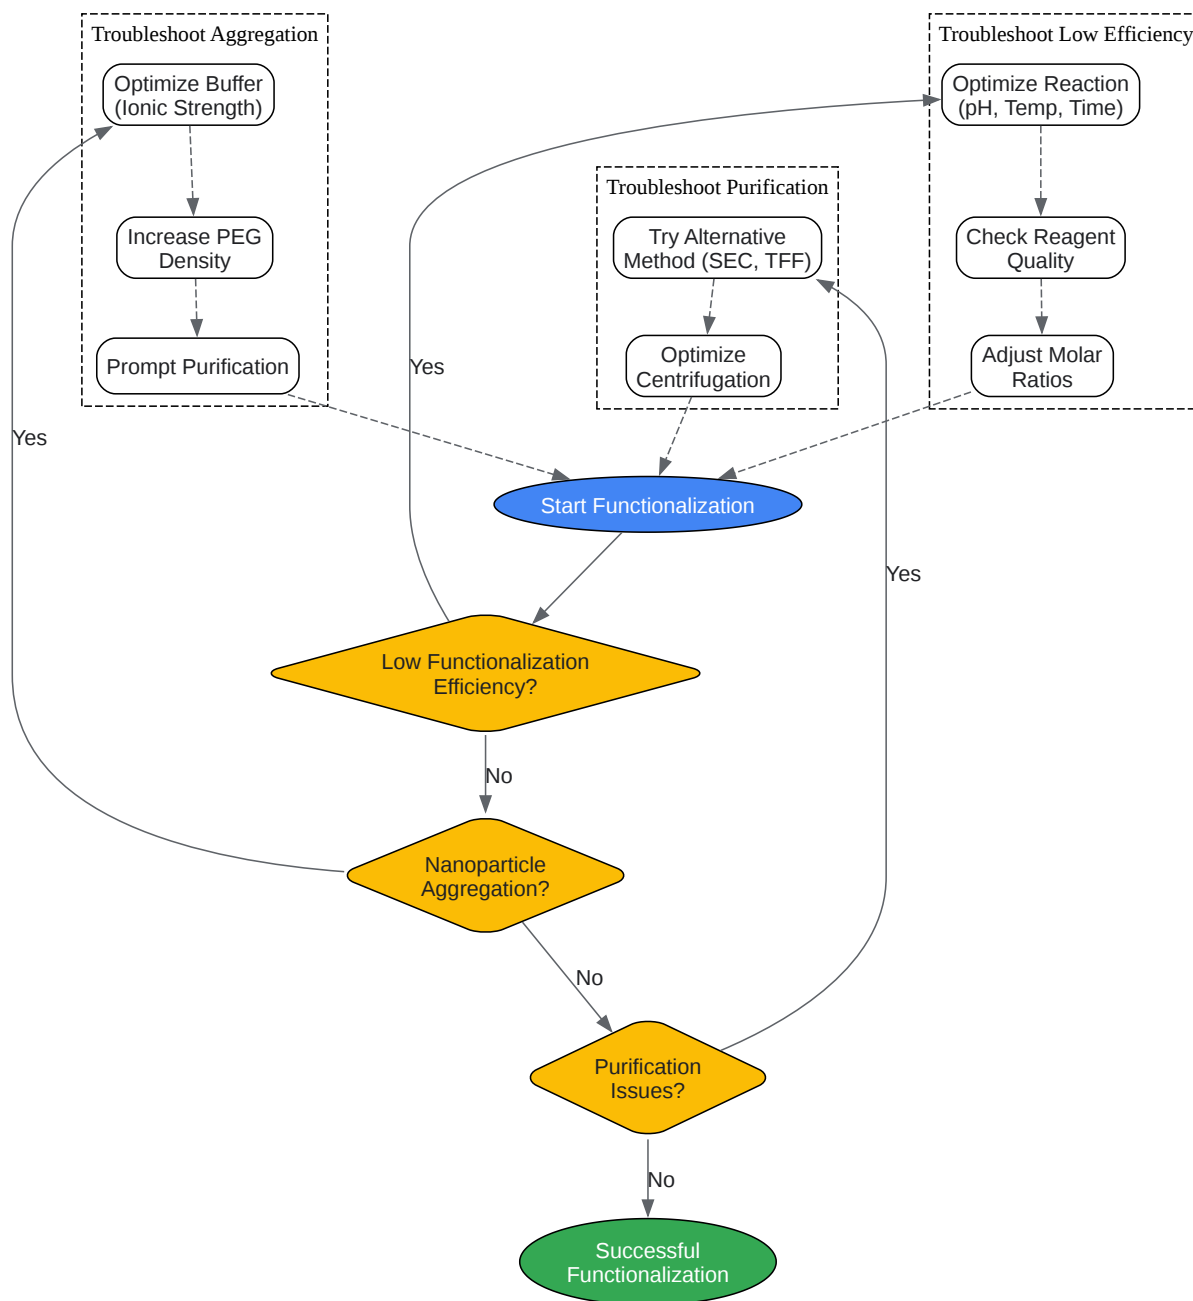 Troubleshoot Aggregation
Optimize Buffer
(Ionic Strength)
Increase PEG
Density
Prompt Purification
Troubleshoot Purification
Try Alternative
Method (SEC, TFF)
Optimize
Centrifugation
Troubleshoot Low Efficiency
Optimize Reaction
(pH, Temp, Time)
Check Reagent
Quality
Adjust Molar
Ratios
Yes
Yes
Yes
Start Functionalization
Low Functionalization
Efficiency?
No
Nanoparticle
Aggregation?
No
Purification
Issues?
No
Successful
Functionalization